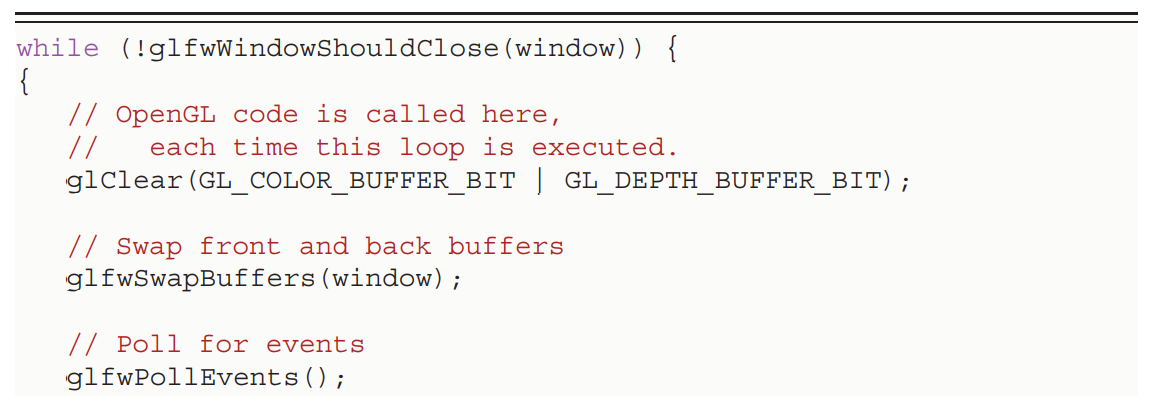 while (!glfwWindowShouldClose(window)) {
{
   // OpenGL code is called here,
   //   each time this loop is executed.
   glClear(GL_COLOR_BUFFER_BIT | GL_DEPTH_BUFFER_BIT);

   // Swap front and back buffers
   glfwSwapBuffers(window);

   // Poll for events
   glfwPollEvents();